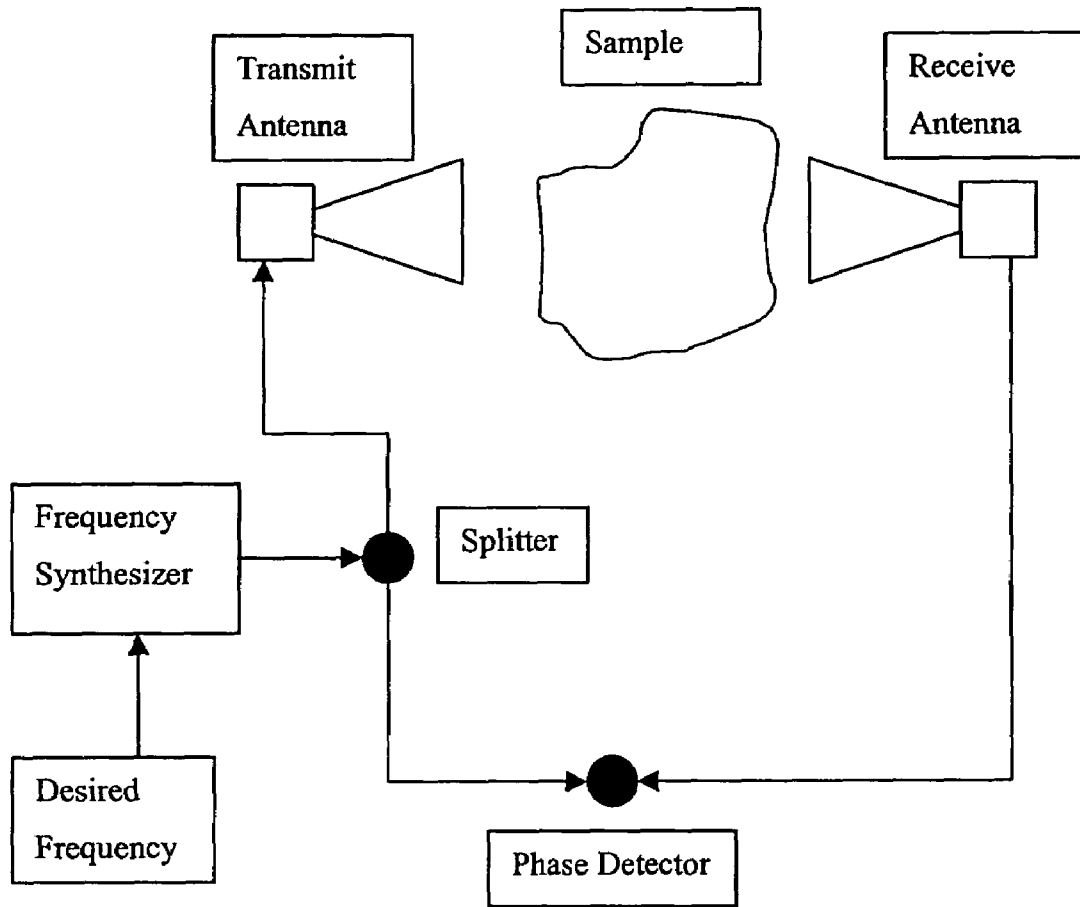 Transmit
Antenna
Sample
Receive
Antenna
Frequency
Synthesizer
Splitter
Desired
Frequency
Phase Detector